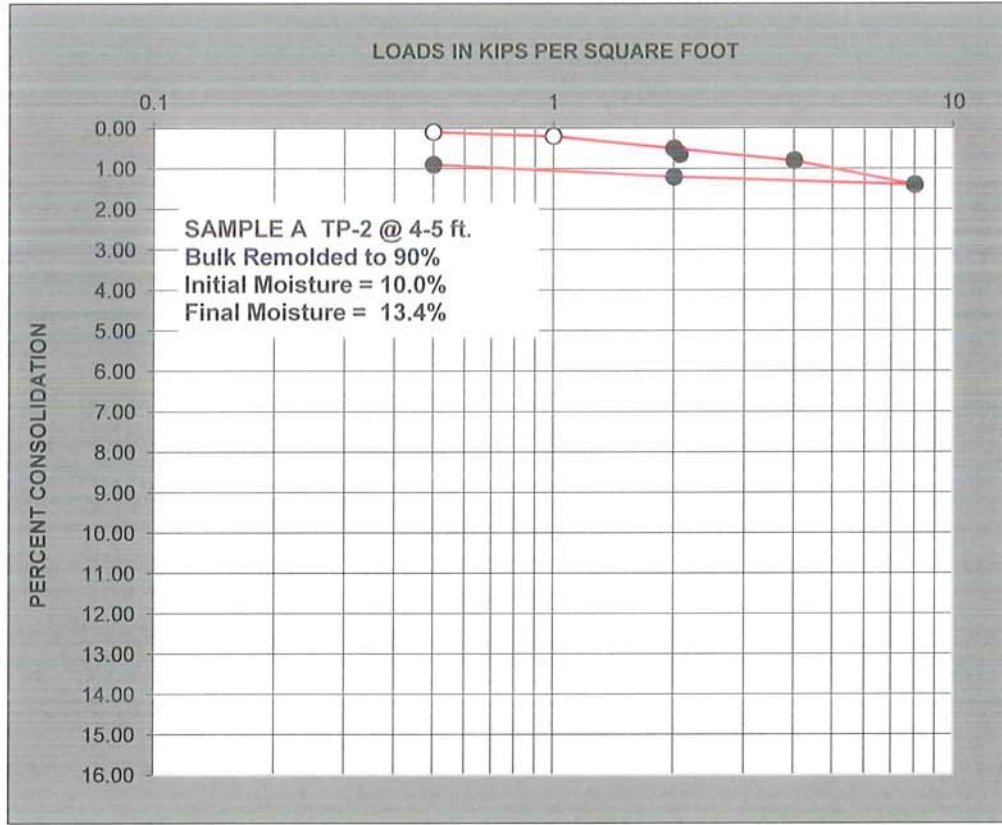 LOADS IN KIPS PER SQUARE FOOT
0.1 1 10
0.00
1.00
2.00
3.00
4.00
5.00
6.00
7.00
8.00
9.00
10.00
11.00
12.00
13.00
14.00
15.00
16.00
PERCENT CONSOLIDATION
SAMPLE A TP-2 @ 4-5 ft.
Bulk Remolded to 90%
Initial Moisture = 10.0%
Final Moisture = 13.4%